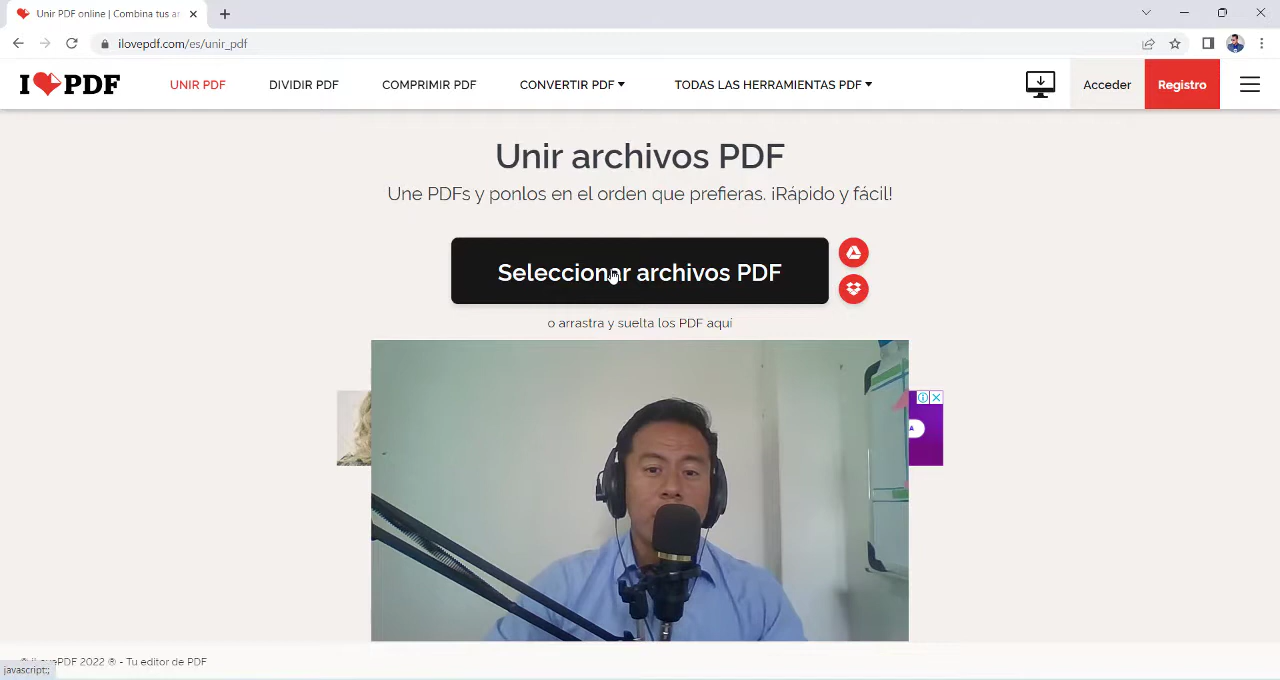 Unir PDF online | Combina tus ar
ilovepdf.com/es/unir_pdf
I PDF
UNIR PDF
DIVIDIR PDF
COMPRIMIR PDF
CONVERTIR PDF
TODAS LAS HERRAMIENTAS PDF
Acceder
Registro
Unir archivos PDF
Une PDFs y ponlos en el orden que prefieras. ¡Rápido y fácil!
Seleccionar archivos PDF
o arrastra y suelta los PDF aquí
A
© iLovePDF 2022 ® - Tu editor de PDF
javascript:;